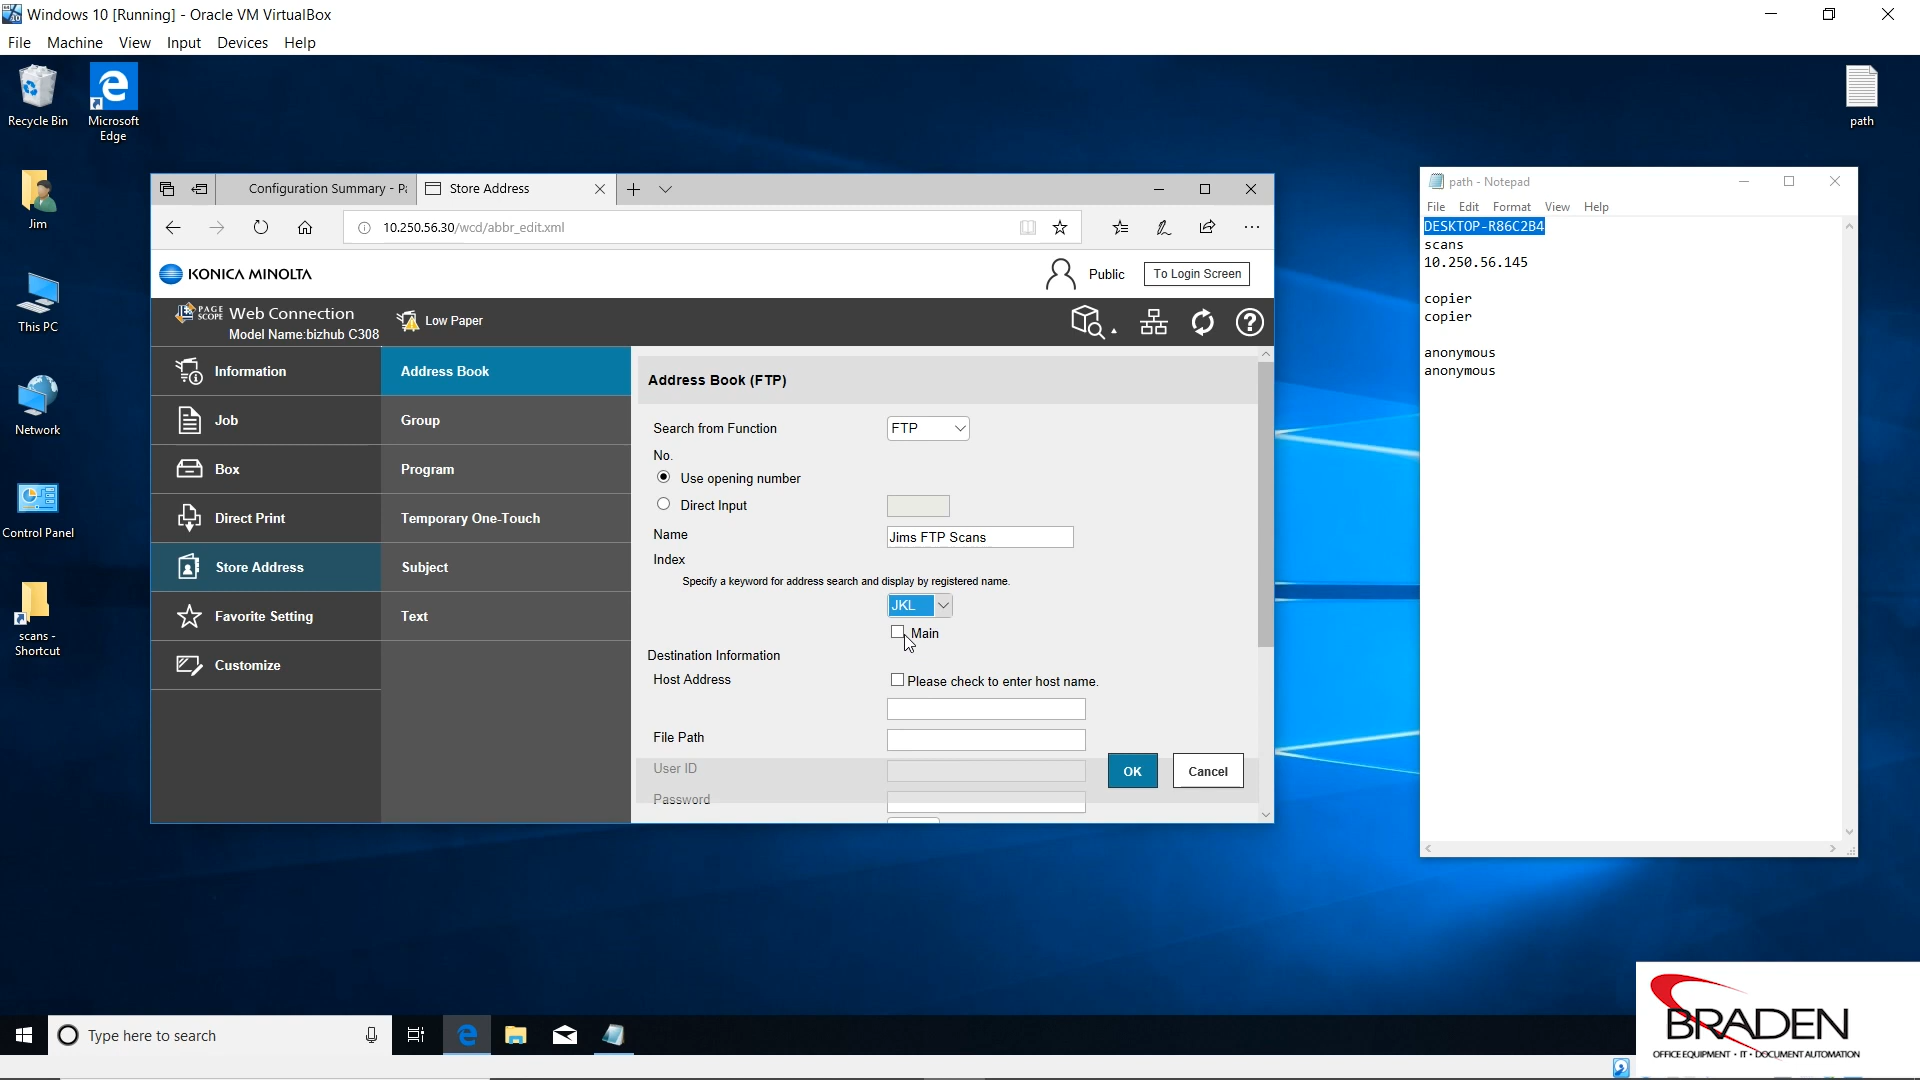 Windows 10 [Running] - Oracle VM VirtualBox
File Machine View Input Devices Help
Recycle Bin
Microsoft Edge
Jim
This PC
Network
Control Panel
scans - Shortcut
path
Configuration Summary - Pa
Store Address
10.250.56.30/wcd/abbr_edit.xml
KONICA MINOLTA
Public
To Login Screen
PAGE SCOPE Web Connection
Model Name:bizhub C308
Low Paper
Information
Job
Box
Direct Print
Store Address
Favorite Setting
Customize
Address Book
Group
Program
Temporary One-Touch
Subject
Text
Address Book (FTP)
Search from Function FTP
No.
Use opening number
Direct Input
Name Jims FTP Scans
Index
Specify a keyword for address search and display by registered name.
JKL
Main
Destination Information
Host Address Please check to enter host name.
File Path
User ID
Password
OK Cancel
path - Notepad
File Edit Format View Help
DESKTOP-R86C2B4
scans
10.250.56.145
copier
copier
anonymous
anonymous
Type here to search
BRADEN
OFFICE EQUIPMENT • IT • DOCUMENT AUTOMATION